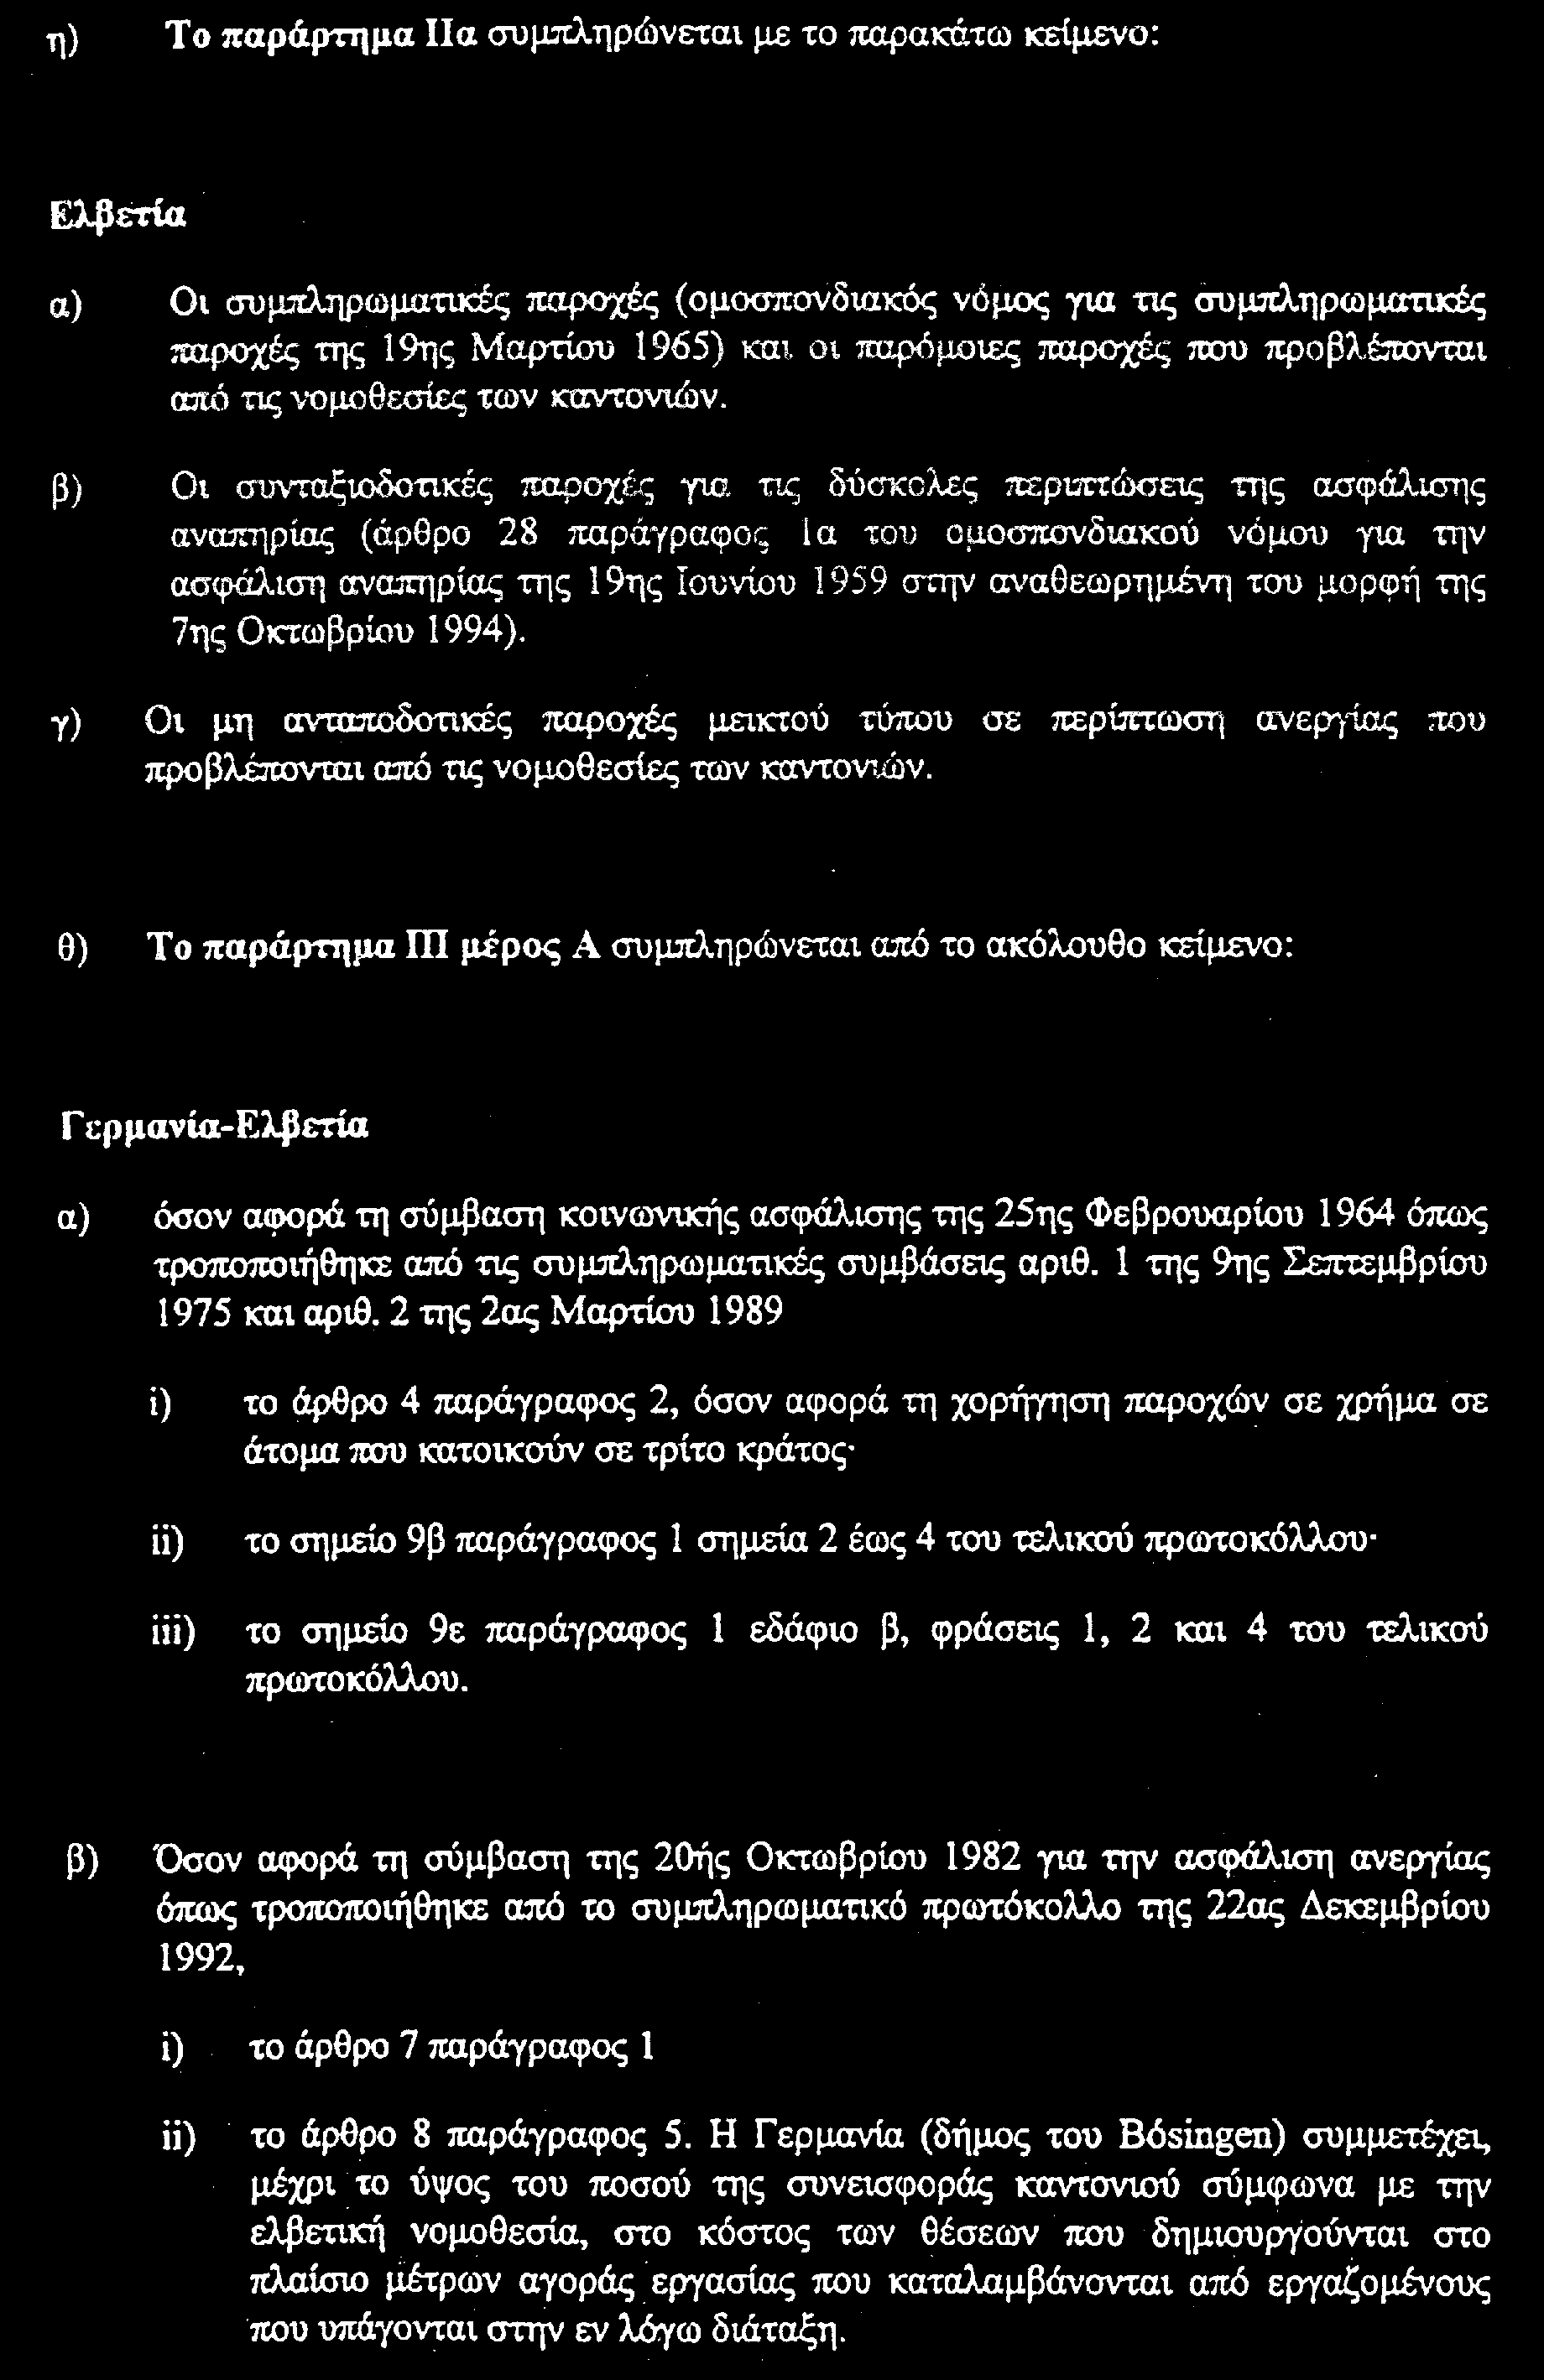 η) Το παράρτημα ΙΙα συμπληρώνεται με το παρακάτω κείμενο:
Ελβετία
α) Οι συμπληρωματικές παροχές (ομοσπονδιακός νόμος για τις συμπληρωματικές
παροχές της 19ης Μαρτίου 1965) και οι παρόμοιες παροχές που προβλέπονται
από τις νομοθεσίες των καντονιών.
β) Οι συνταξιοδοτικές παροχές για τις δύσκολες περιπτώσεις της ασφάλισης
αναπηρίας (άρθρο 28 παράγραφος 1α του ομοσπονδιακού νόμου για την
ασφάλιση αναπηρίας της 19ης Ιουνίου 1959 στην αναθεωρημένη του μορφή της
7ης Οκτωβρίου 1994).
γ) Οι μη ανταποδοτικές παροχές μεικτού τύπου σε περίπτωση ανεργίας που
προβλέπονται από τις νομοθεσίες των καντονιών.
θ) Το παράρτημα ΙΙΙ μέρος Α συμπληρώνεται από το ακόλουθο κείμενο:
Γερμανία-Ελβετία
α) όσον αφορά τη σύμβαση κοινωνικής ασφάλισης της 25ης Φεβρουαρίου 1964 όπως
τροποποιήθηκε από τις συμπληρωματικές συμβάσεις αριθ. 1 της 9ης Σεπτεμβρίου
1975 και αριθ. 2 της 2ας Μαρτίου 1989
i) το άρθρο 4 παράγραφος 2, όσον αφορά τη χορήγηση παροχών σε χρήμα σε
άτομα που κατοικούν σε τρίτο κράτος·
ii) το σημείο 9β παράγραφος 1 σημεία 2 έως 4 του τελικού πρωτοκόλλου·
iii) το σημείο 9ε παράγραφος 1 εδάφιο β, φράσεις 1, 2 και 4 του τελικού
πρωτοκόλλου.
β) Όσον αφορά τη σύμβαση της 20ής Οκτωβρίου 1982 για την ασφάλιση ανεργίας
όπως τροποποιήθηκε από το συμπληρωματικό πρωτόκολλο της 22ας Δεκεμβρίου
1992,
i) το άρθρο 7 παράγραφος 1
ii) το άρθρο 8 παράγραφος 5. Η Γερμανία (δήμος του Bósingen) συμμετέχει,
μέχρι το ύψος του ποσού της συνεισφοράς καντονιού σύμφωνα με την
ελβετική νομοθεσία, στο κόστος των θέσεων που δημιουργούνται στο
πλαίσιο μέτρων αγοράς εργασίας που καταλαμβάνονται από εργαζομένους
που υπάγονται στην εν λόγω διάταξη.